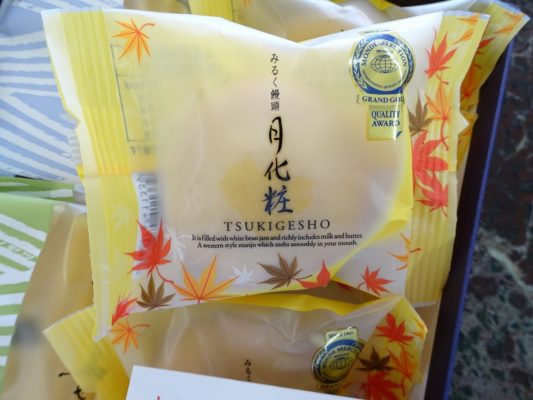 みるく饅頭
月化粧
TSUKIGESHO
It is filled with white bean jam and richly includes milk and butter.
A western style manju which melts smoothly in your mouth.
MONDE SELECTION
GRAND GOLD
QUALITY
AWARD
みるく